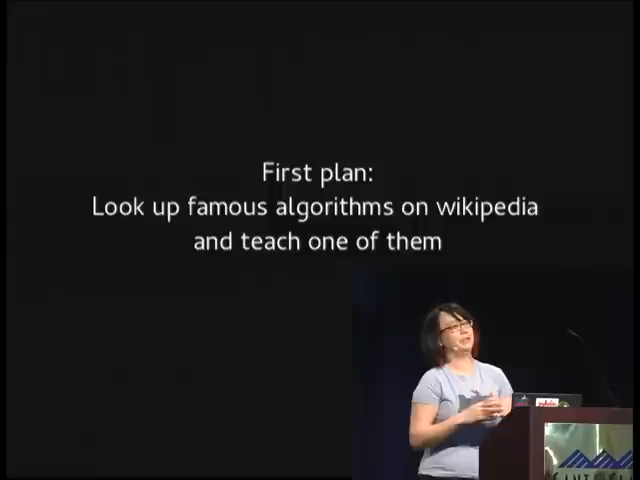 First plan:
Look up famous algorithms on wikipedia
and teach one of them